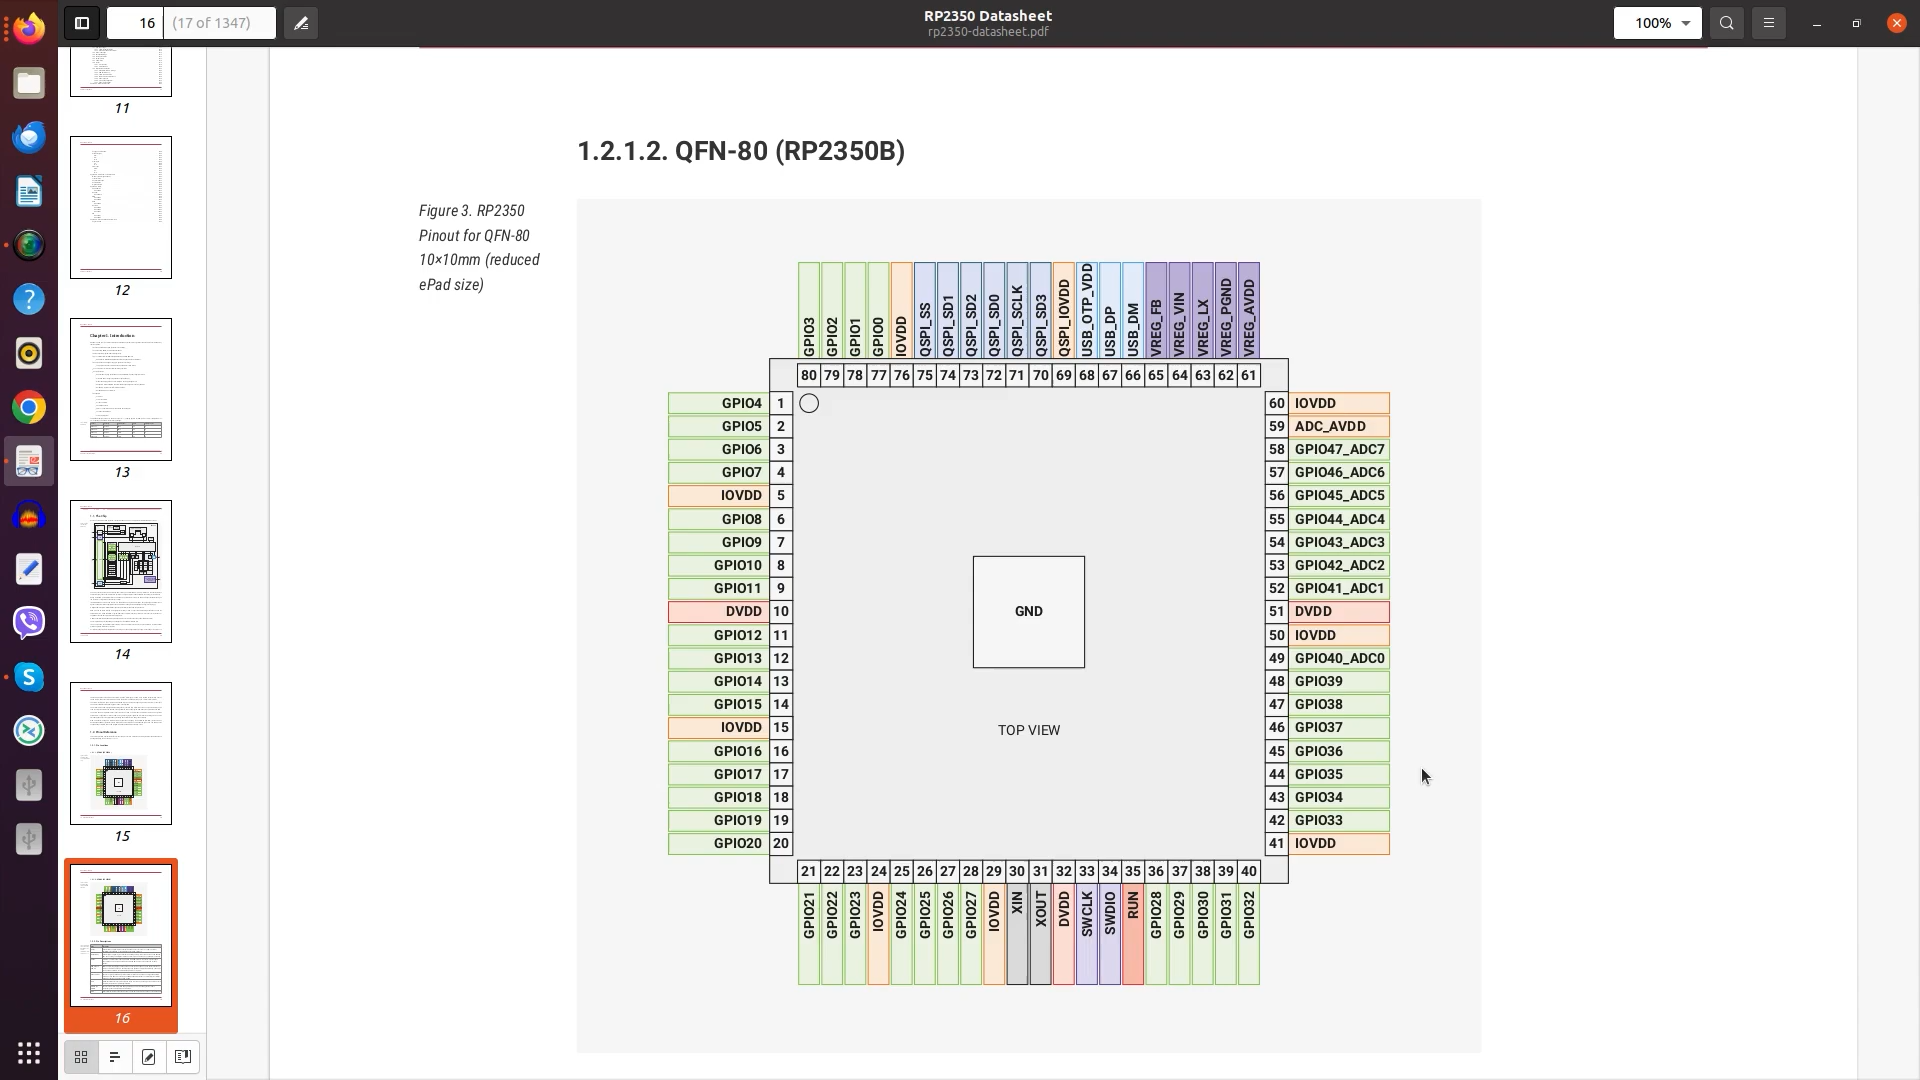 16 (17 of 1347)
RP2350 Datasheet
rp2350-datasheet.pdf
100%
11
12
13
14
15
16
1.2.1.2. QFN-80 (RP2350B)
Figure 3. RP2350
Pinout for QFN-80
10×10mm (reduced
ePad size)
GPIO3 GPIO2 GPIO1 GPIO0 IOVDD QSPI_SS QSPI_SD1 QSPI_SD2 QSPI_SD0 QSPI_SCLK QSPI_SD3 QSPI_IOVDD USB_OTP_VDD USB_DP USB_DM VREG_FB VREG_VIN VREG_LX VREG_PGND VREG_AVDD
80 79 78 77 76 75 74 73 72 71 70 69 68 67 66 65 64 63 62 61
GPIO4 1 60 IOVDD
GPIO5 2 59 ADC_AVDD
GPIO6 3 58 GPIO47_ADC7
GPIO7 4 57 GPIO46_ADC6
IOVDD 5 56 GPIO45_ADC5
GPIO8 6 55 GPIO44_ADC4
GPIO9 7 54 GPIO43_ADC3
GPIO10 8 53 GPIO42_ADC2
GPIO11 9 52 GPIO41_ADC1
DVDD 10 GND 51 DVDD
GPIO12 11 50 IOVDD
GPIO13 12 49 GPIO40_ADC0
GPIO14 13 48 GPIO39
GPIO15 14 47 GPIO38
IOVDD 15 TOP VIEW 46 GPIO37
GPIO16 16 45 GPIO36
GPIO17 17 44 GPIO35
GPIO18 18 43 GPIO34
GPIO19 19 42 GPIO33
GPIO20 20 41 IOVDD
21 22 23 24 25 26 27 28 29 30 31 32 33 34 35 36 37 38 39 40
GPIO21 GPIO22 GPIO23 IOVDD GPIO24 GPIO25 GPIO26 GPIO27 IOVDD XIN XOUT DVDD SWCLK SWDIO RUN GPIO28 GPIO29 GPIO30 GPIO31 GPIO32